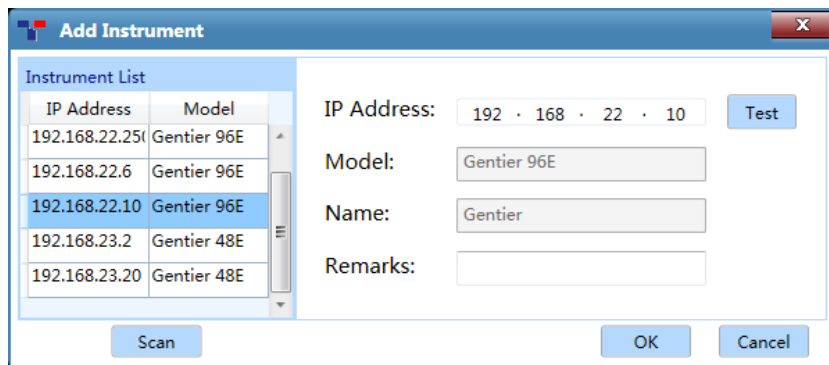 Add Instrument
x
Instrument List
IP Address Model
192.168.22.250 Gentier 96E
192.168.22.6 Gentier 96E
192.168.22.10 Gentier 96E
192.168.23.2 Gentier 48E
192.168.23.20 Gentier 48E
Scan
IP Address: 192 . 168 . 22 . 10 Test
Model: Gentier 96E
Name: Gentier
Remarks:
OK Cancel